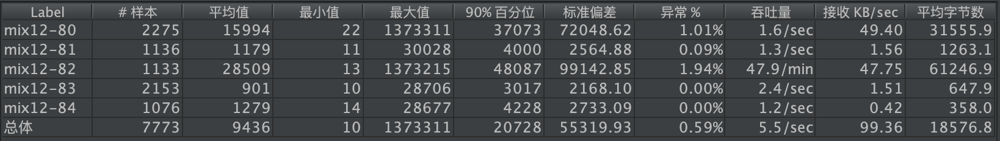 Label # 样本 平均值 最小值 最大值 90% 百分位 标准偏差 异常 % 吞吐量 接收 KB/sec 平均字节数
mix12-80 2275 15994 22 1373311 37073 72048.62 1.01% 1.6/sec 49.40 31555.9
mix12-81 1136 1179 11 30028 4000 2564.88 0.09% 1.3/sec 1.56 1263.1
mix12-82 1133 28509 13 1373215 48087 99142.85 1.94% 47.9/min 47.75 61246.9
mix12-83 2153 901 10 28706 3017 2168.10 0.00% 2.4/sec 1.51 647.9
mix12-84 1076 1279 14 28677 4228 2733.09 0.00% 1.2/sec 0.42 358.0
总体 7773 9436 10 1373311 20728 55319.93 0.59% 5.5/sec 99.36 18576.8